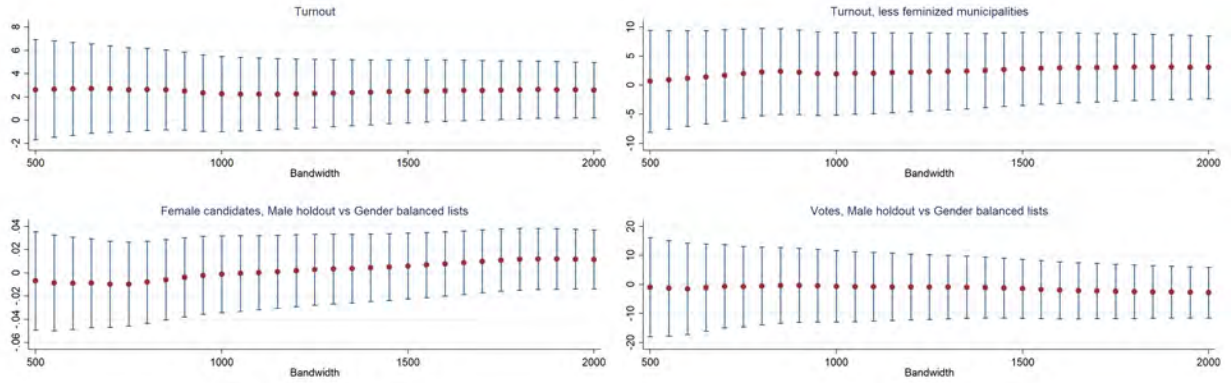 Turnout
8
6
4
2
0
-2
500 1000 1500 2000
Bandwidth
Turnout, less feminized municipalities
10
5
0
-5
-10
500 1000 1500 2000
Bandwidth
Female candidates, Male holdout vs Gender balanced lists
.04
.02
0
-.02
-.04
-.06
500 1000 1500 2000
Bandwidth
Votes, Male holdout vs Gender balanced lists
20
10
0
-10
-20
500 1000 1500 2000
Bandwidth